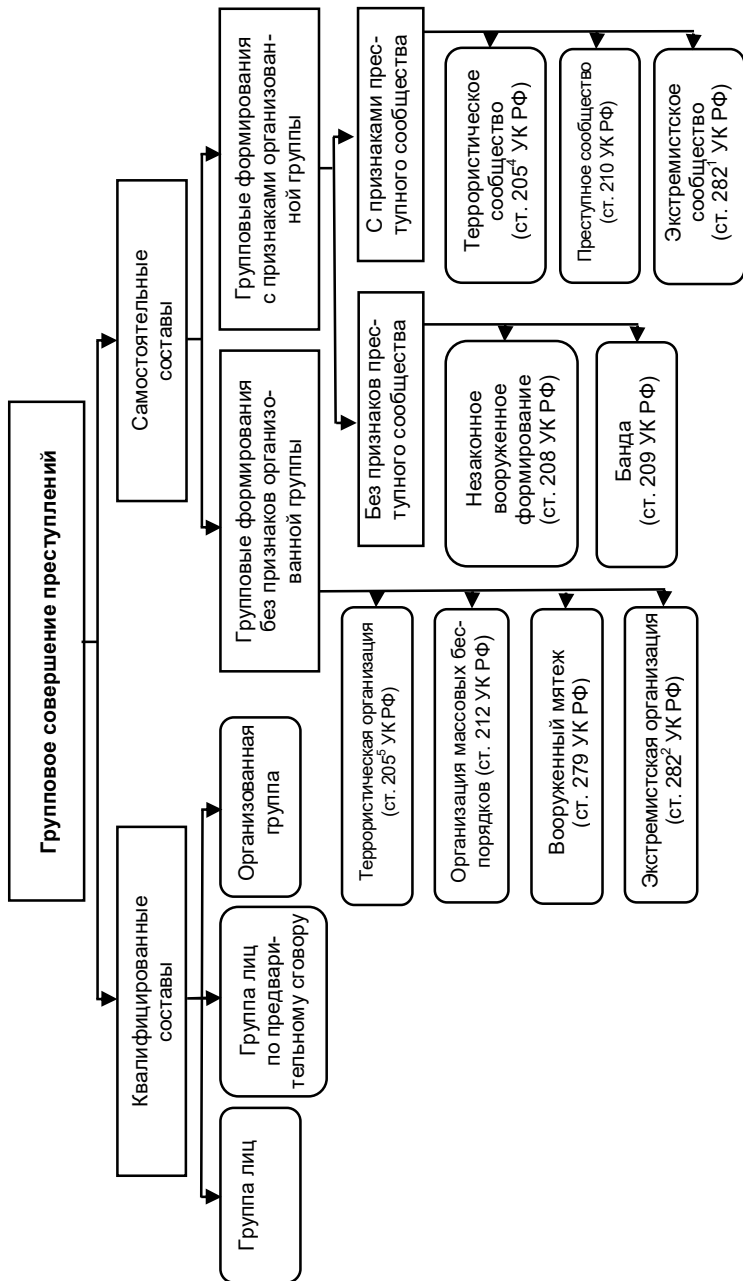 Групповое совершение преступлений
Квалифицированные
составы
Самостоятельные
составы
Группа лиц
Группа лиц
по предвари-
тельному сговору
Организованная
группа
Групповые формирования
без признаков организо-
ванной группы
Групповые формирования
с признаками организован-
ной группы
Террористическая организация
(ст. 205⁵ УК РФ)
Организация массовых бес-
порядков (ст. 212 УК РФ)
Вооруженный мятеж
(ст. 279 УК РФ)
Экстремистская организация
(ст. 282² УК РФ)
Без признаков прес-
тупного сообщества
С признаками прес-
тупного сообщества
Незаконное
вооруженное
формирование
(ст. 208 УК РФ)
Банда
(ст. 209 УК РФ)
Террористическое
сообщество
(ст. 205⁴ УК РФ)
Преступное сообщество
(ст. 210 УК РФ)
Экстремистское
сообщество
(ст. 282¹ УК РФ)